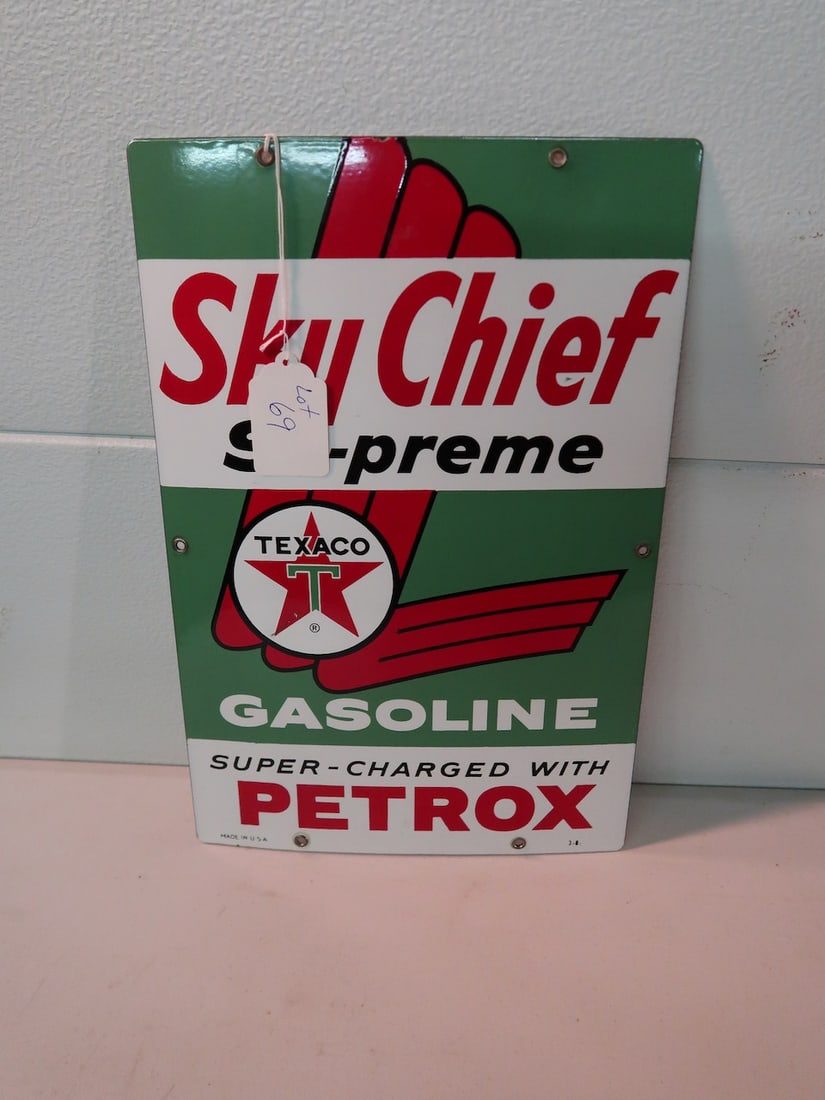 Sky Chief
S -preme
Lot
69
TEXACO
T
®
GASOLINE
SUPER-CHARGED WITH
PETROX
MADE IN U.S.A